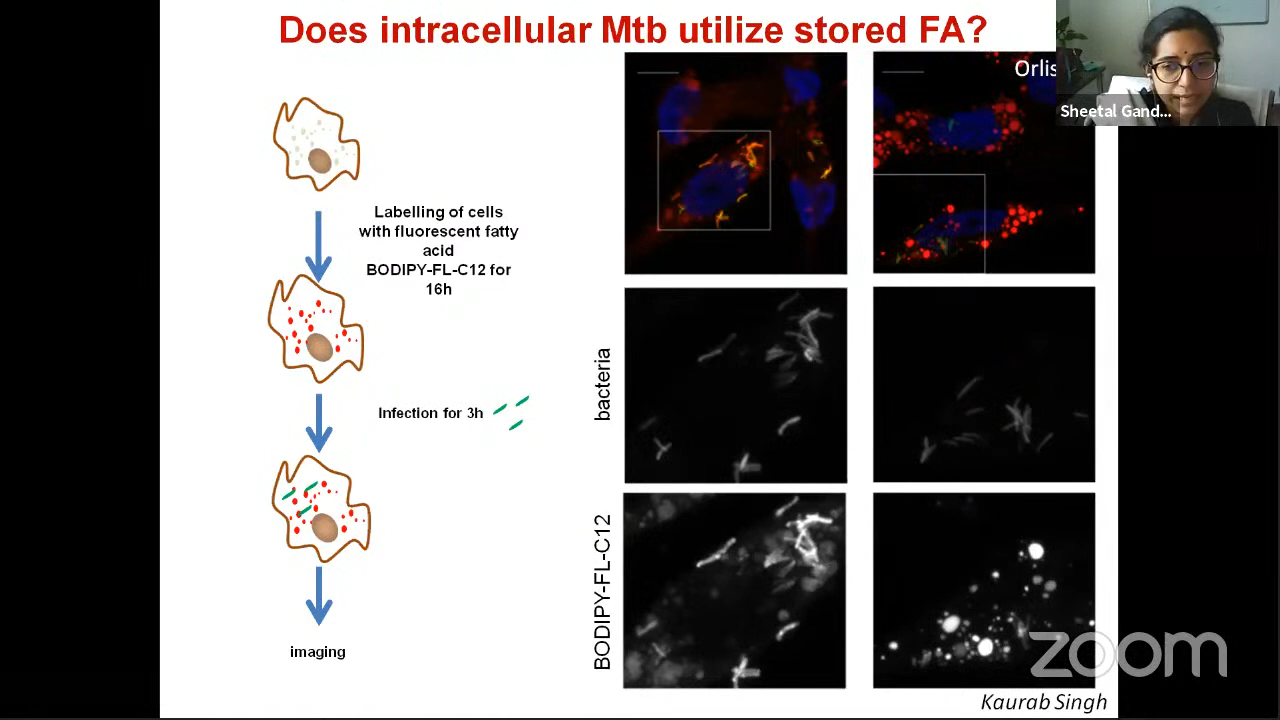 Does intracellular Mtb utilize stored FA?
Orlis
Sheetal Gand...
Labelling of cells
with fluorescent fatty
acid
BODIPY-FL-C12 for
16h
Infection for 3h
imaging
bacteria
BODIPY-FL-C12
zoom
Kaurab Singh